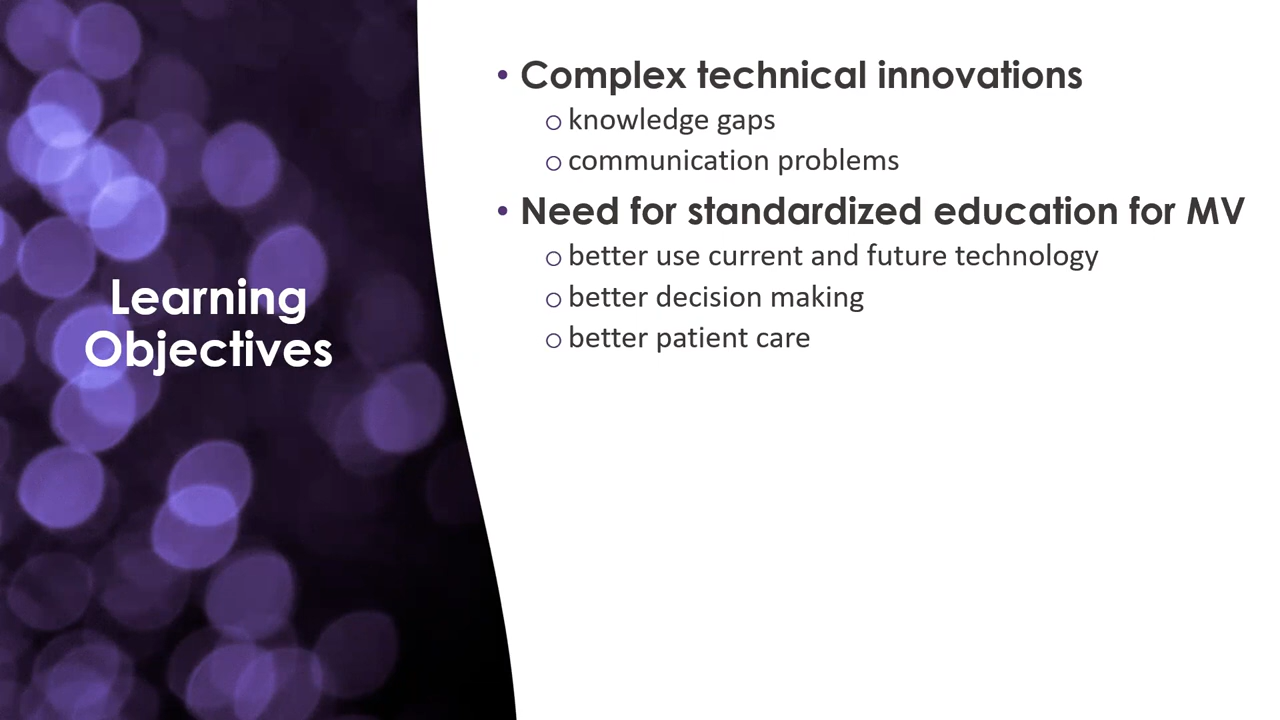 Learning
Objectives
• Complex technical innovations
o knowledge gaps
o communication problems
• Need for standardized education for MV
o better use current and future technology
o better decision making
o better patient care